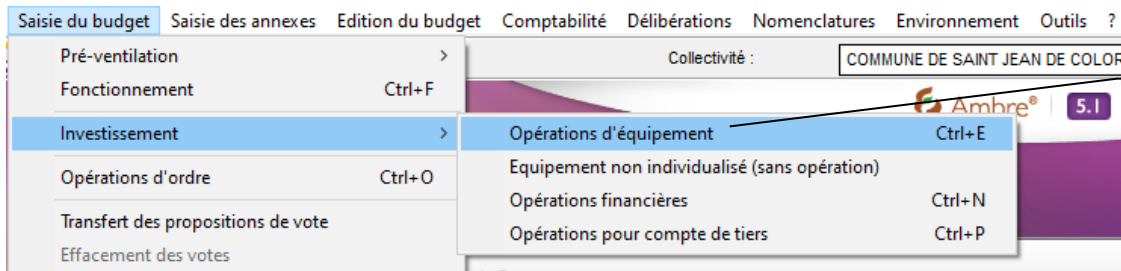 Saisie du budget Saisie des annexes Edition du budget Comptabilité Délibérations Nomenclatures Environnement Outils ?
Pré-ventilation > Collectivité : COMMUNE DE SAINT JEAN DE COLOR
Fonctionnement Ctrl+F
Ambre® 5.I
Investissement > Opérations d'équipement Ctrl+E
Equipement non individualisé (sans opération)
Opérations d'ordre Ctrl+O
Opérations financières Ctrl+N
Transfert des propositions de vote
Opérations pour compte de tiers Ctrl+P
Effacement des votes